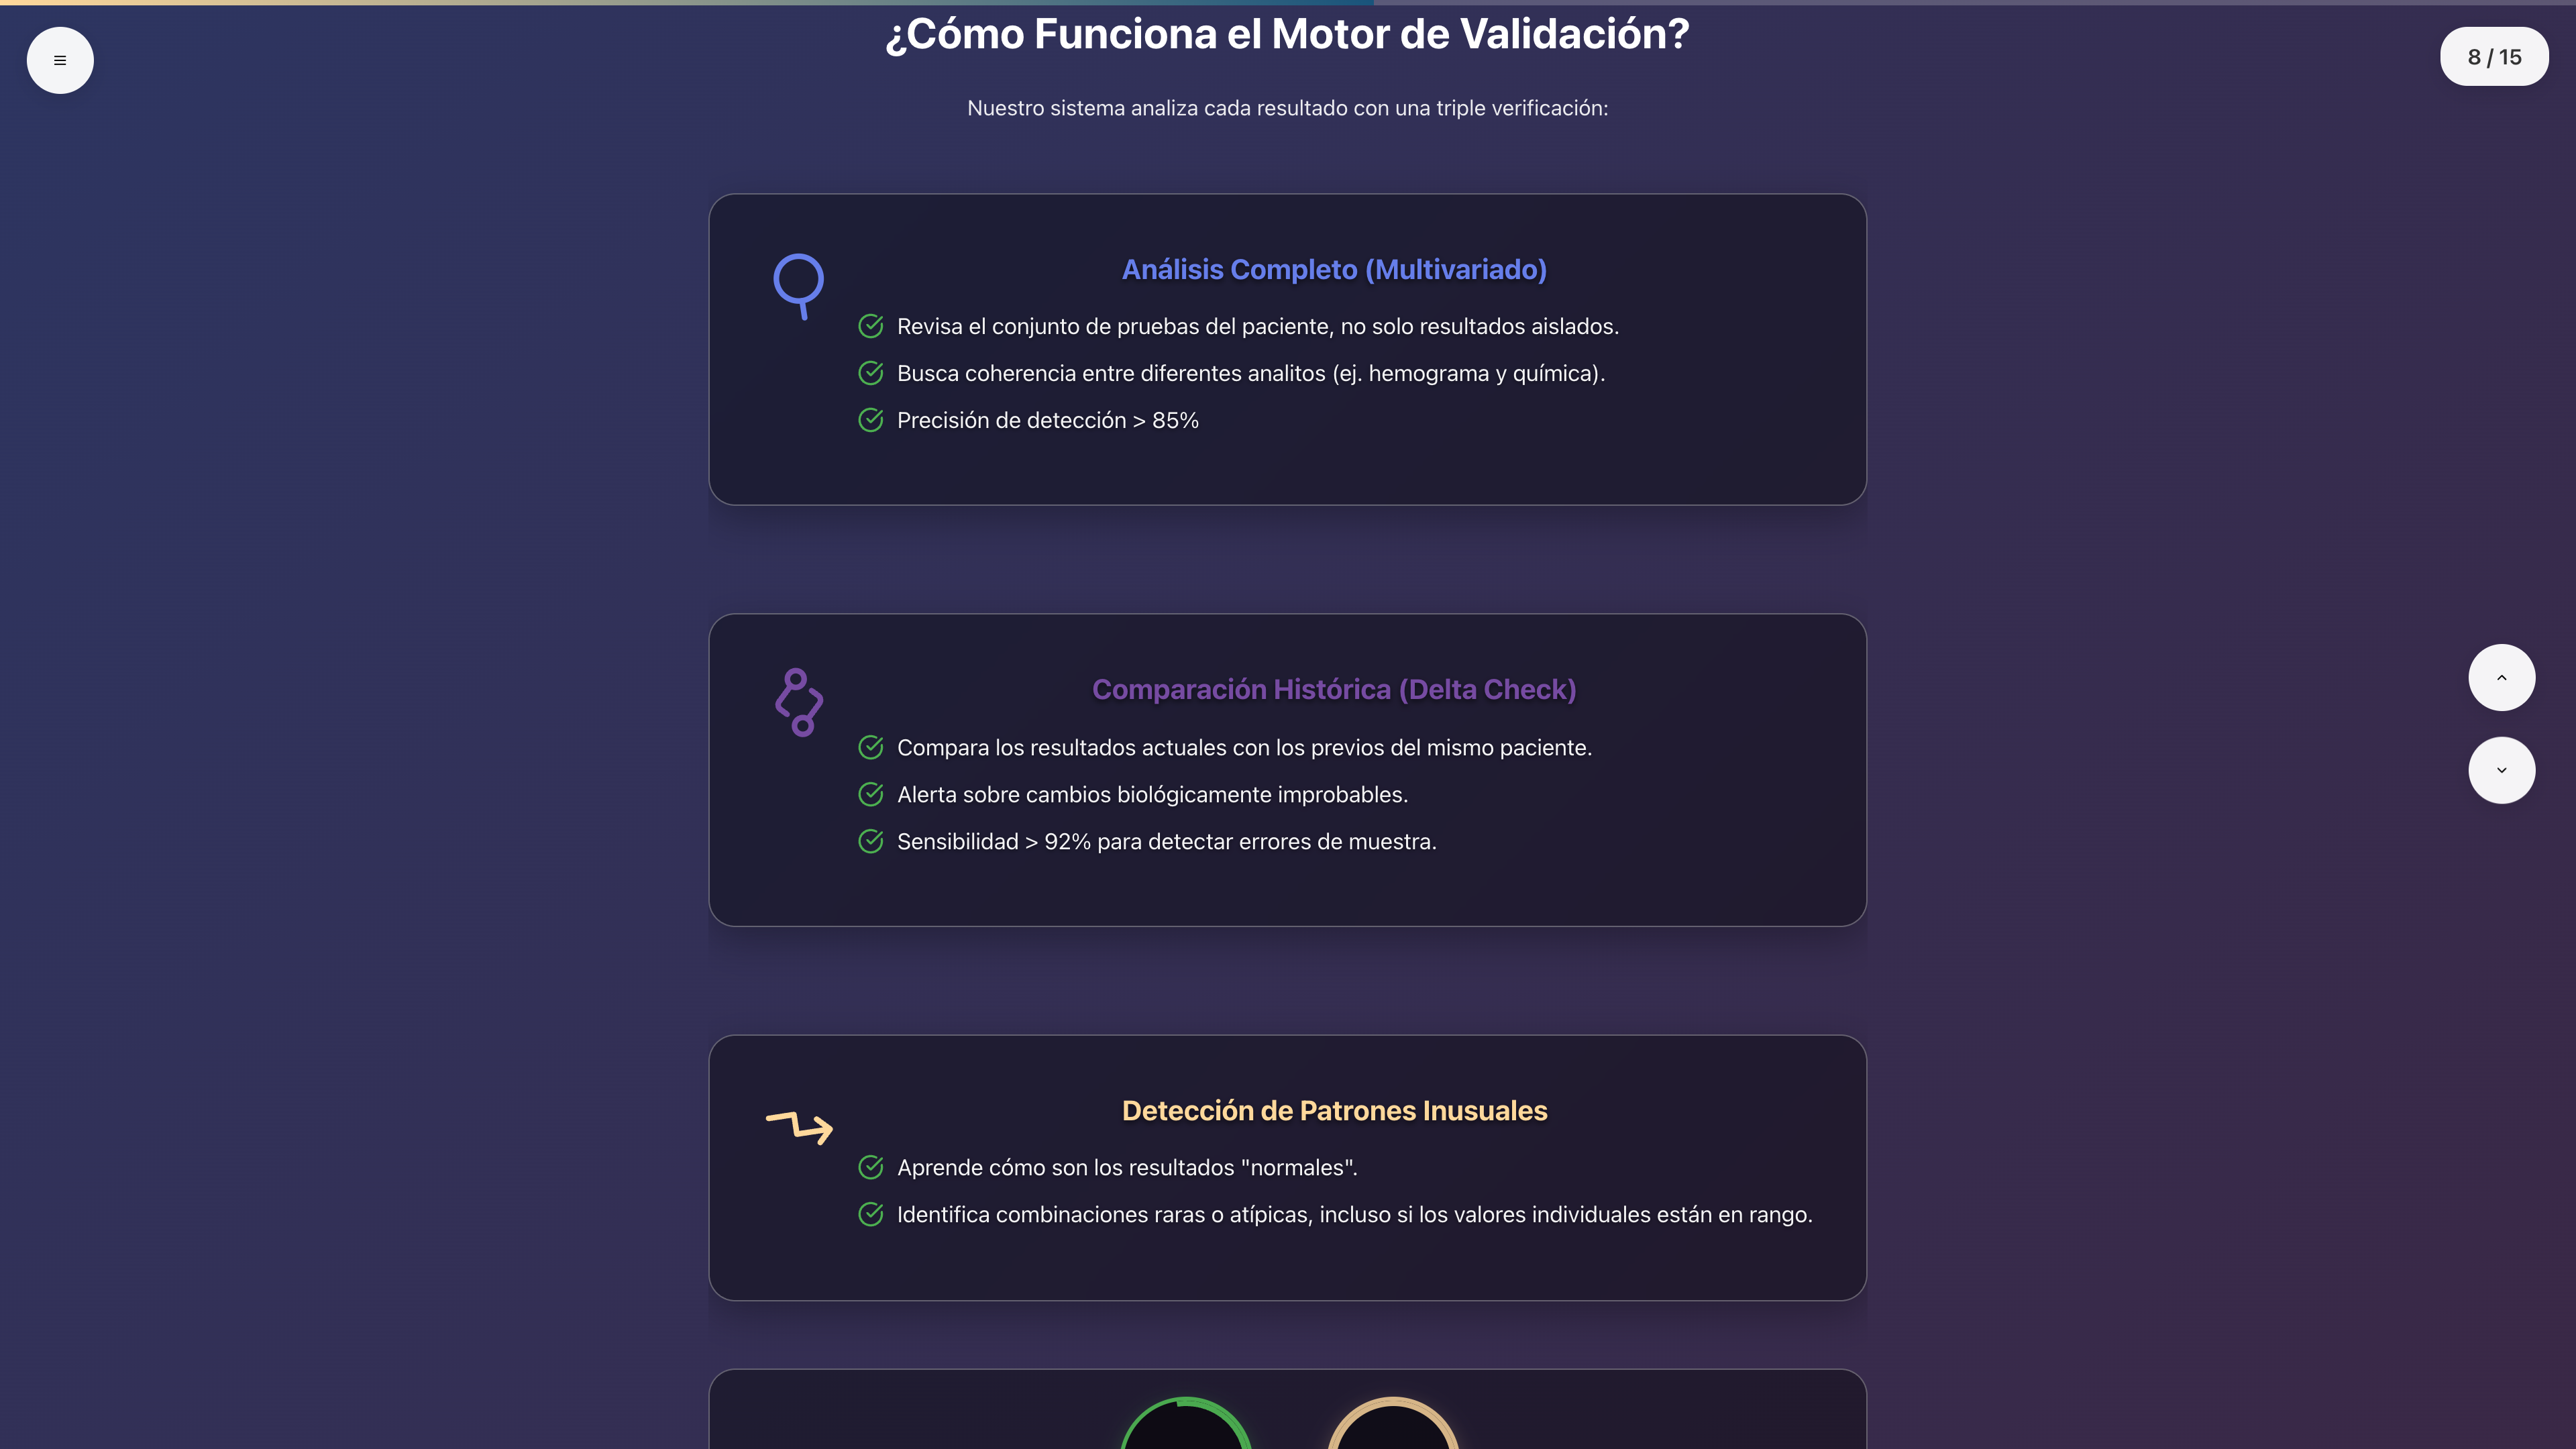 ¿Cómo Funciona el Motor de Validación?
8 / 15
Nuestro sistema analiza cada resultado con una triple verificación:
Análisis Completo (Multivariado)
Revisa el conjunto de pruebas del paciente, no solo resultados aislados.
Busca coherencia entre diferentes analitos (ej. hemograma y química).
Precisión de detección > 85%
Comparación Histórica (Delta Check)
Compara los resultados actuales con los previos del mismo paciente.
Alerta sobre cambios biológicamente improbables.
Sensibilidad > 92% para detectar errores de muestra.
Detección de Patrones Inusuales
Aprende cómo son los resultados "normales".
Identifica combinaciones raras o atípicas, incluso si los valores individuales están en rango.